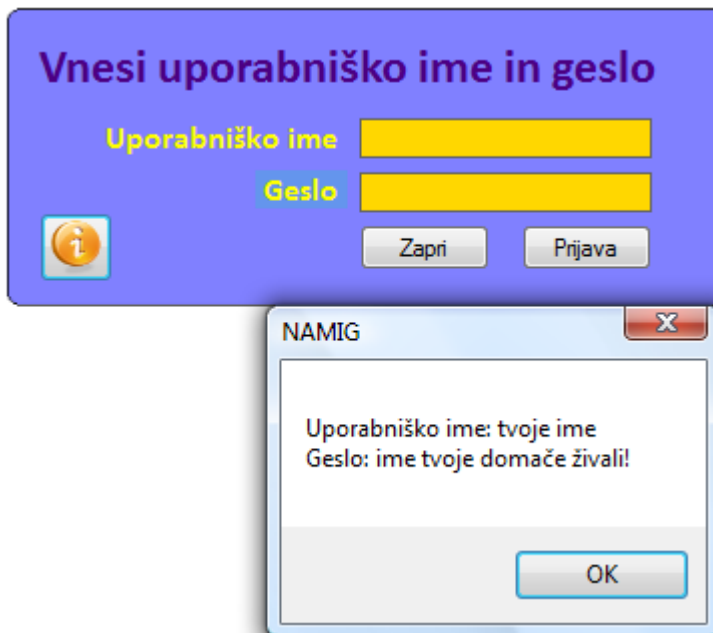 Vnesi uporabniško ime in geslo
Uporabniško ime
Geslo
Zapri
Prijava
NAMIG
Uporabniško ime: tvoje ime
Geslo: ime tvoje domače živali!
OK